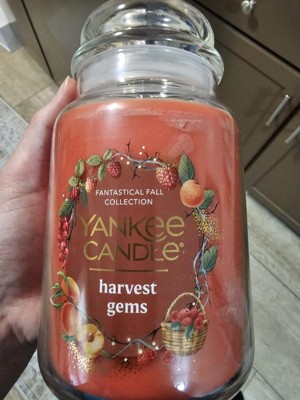 FANTASTICAL FALL
COLLECTION
YANKEE
CANDLE®
harvest
gems